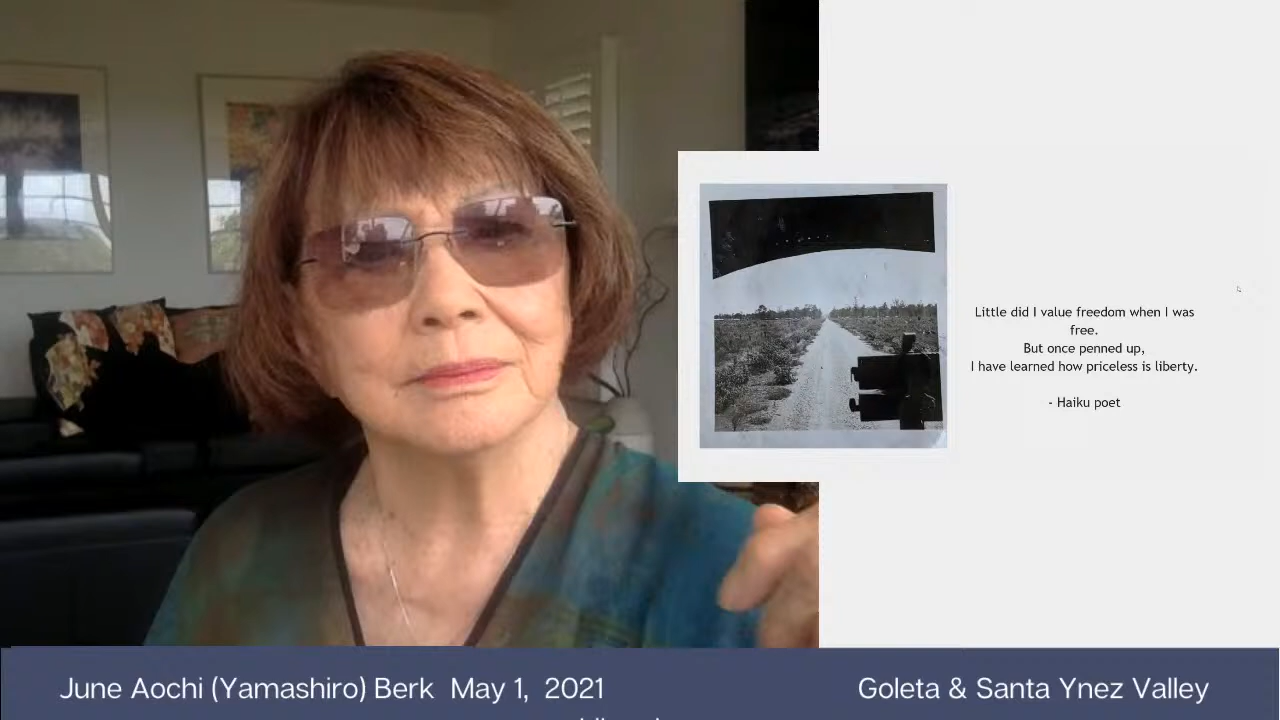 Little did I value freedom when I was
free.
But once penned up,
I have learned how priceless is liberty.
- Haiku poet
June Aochi (Yamashiro) Berk May 1, 2021
Goleta & Santa Ynez Valley